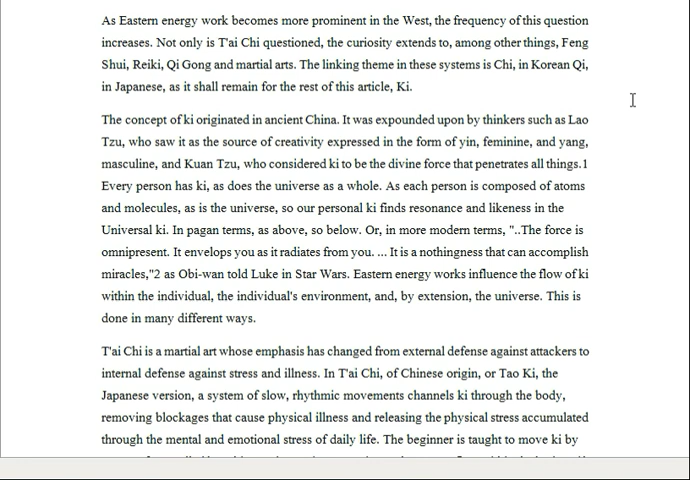 As Eastern energy work becomes more prominent in the West, the frequency of this question
increases. Not only is T'ai Chi questioned, the curiosity extends to, among other things, Feng
Shui, Reiki, Qi Gong and martial arts. The linking theme in these systems is Chi, in Korean Qi,
in Japanese, as it shall remain for the rest of this article, Ki.
The concept of ki originated in ancient China. It was expounded upon by thinkers such as Lao
Tzu, who saw it as the source of creativity expressed in the form of yin, feminine, and yang,
masculine, and Kuan Tzu, who considered ki to be the divine force that penetrates all things.1
Every person has ki, as does the universe as a whole. As each person is composed of atoms
and molecules, as is the universe, so our personal ki finds resonance and likeness in the
Universal ki. In pagan terms, as above, so below. Or, in more modern terms, "..The force is
omnipresent. It envelops you as it radiates from you. ... It is a nothingness that can accomplish
miracles,"2 as Obi-wan told Luke in Star Wars. Eastern energy works influence the flow of ki
within the individual, the individual's environment, and, by extension, the universe. This is
done in many different ways.
T'ai Chi is a martial art whose emphasis has changed from external defense against attackers to
internal defense against stress and illness. In T'ai Chi, of Chinese origin, or Tao Ki, the
Japanese version, a system of slow, rhythmic movements channels ki through the body,
removing blockages that cause physical illness and releasing the physical stress accumulated
through the mental and emotional stress of daily life. The beginner is taught to move ki by